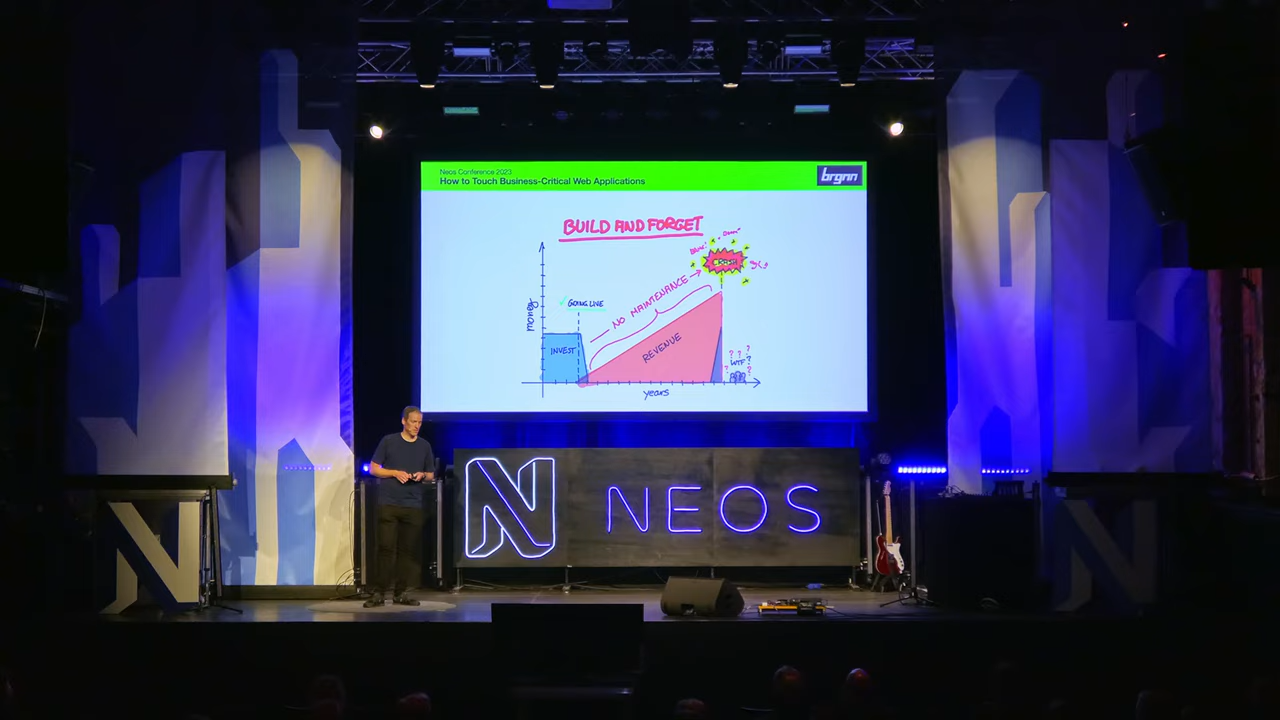 Neos Conference 2023
How to Touch Business-Critical Web Applications
brgnn
BUILD AND FORGET
GOING LIVE
NO MAINTENANCE
money
INVEST
REVENUE
WTF
? ? ? ? ?
years
N NEOS
N
N